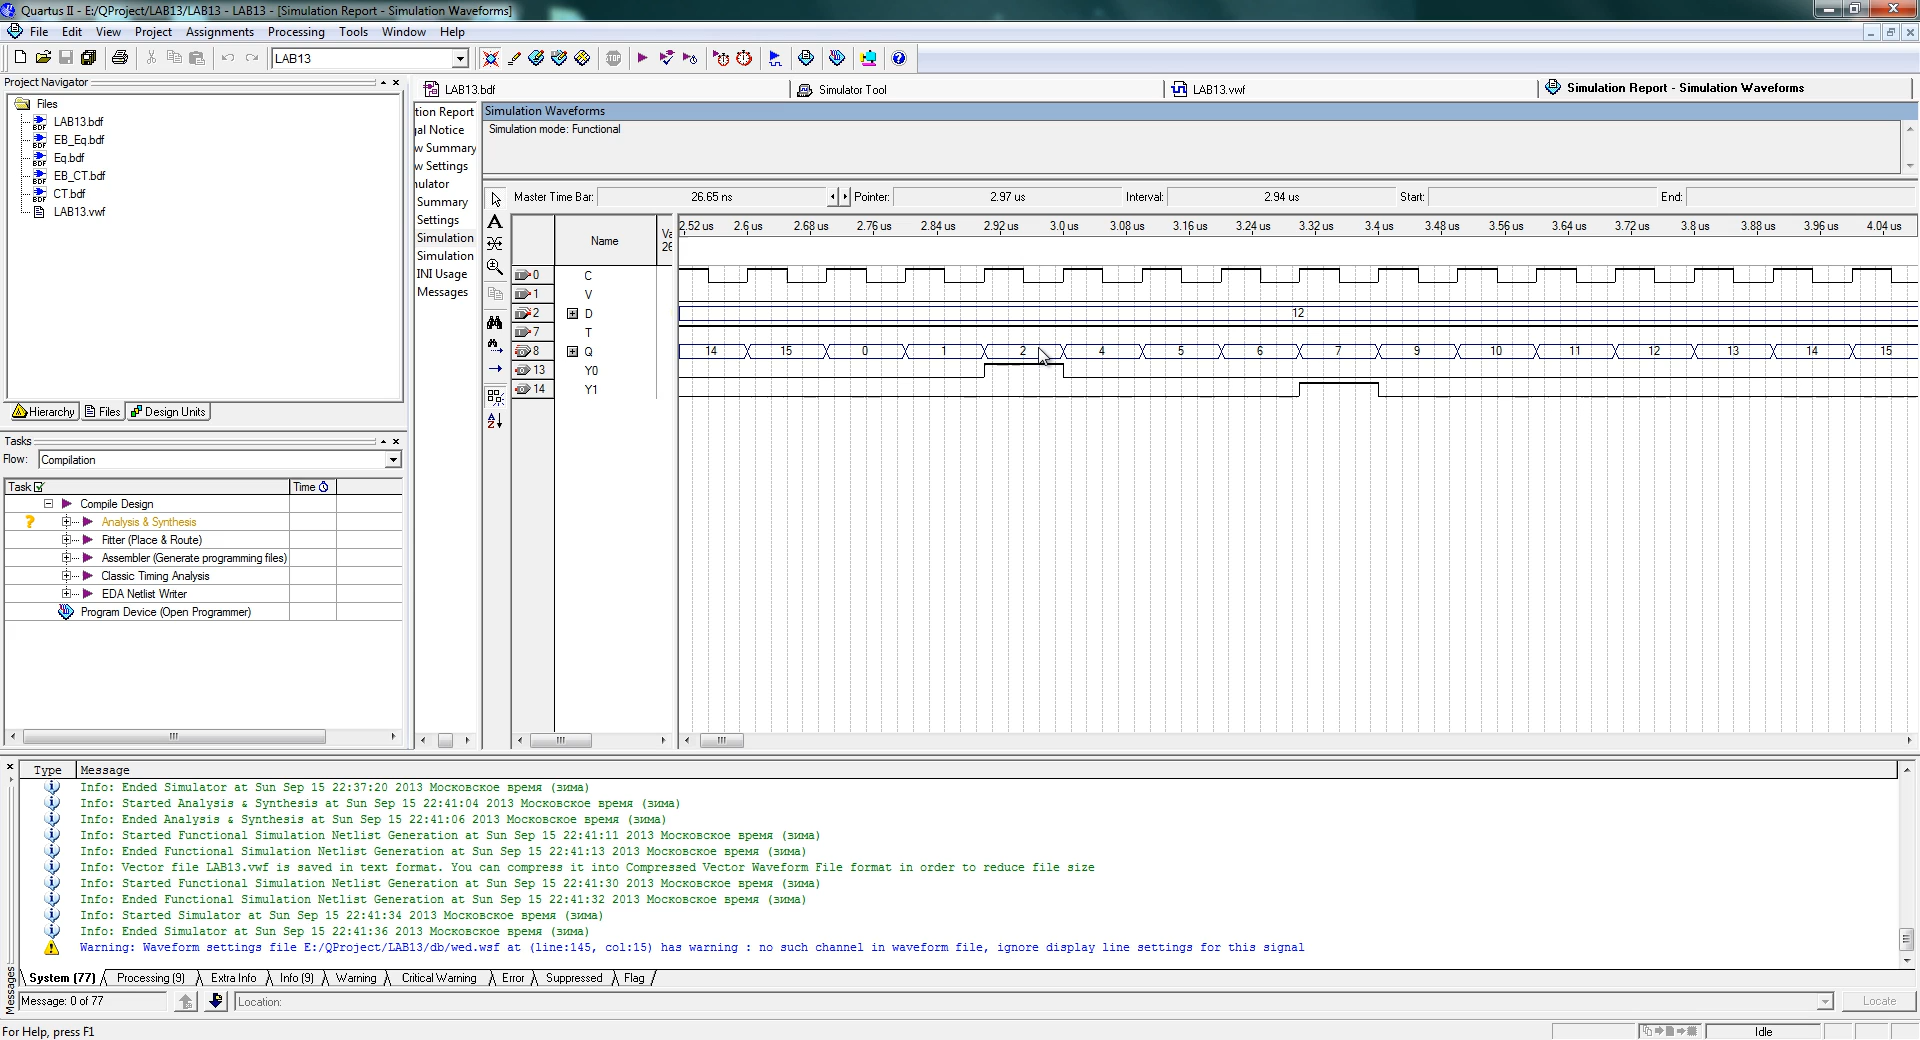 Quartus II - E:/QProject/LAB13/LAB13 - LAB13 - [Simulation Report - Simulation Waveforms]
File Edit View Project Assignments Processing Tools Window Help
LAB13
Project Navigator
Files
LAB13.bdf
EB_Eq.bdf
Eq.bdf
EB_CT.bdf
CT.bdf
LAB13.vwf
Hierarchy Files Design Units
Tasks
Flow: Compilation
Task Time
Compile Design
Analysis & Synthesis
Fitter (Place & Route)
Assembler (Generate programming files)
Classic Timing Analysis
EDA Netlist Writer
Program Device (Open Programmer)
LAB13.bdf Simulator Tool LAB13.vwf Simulation Report - Simulation Waveforms
tion Report
al Notice
w Summary
w Settings
ulator
Summary
Settings
Simulation
Simulation
INI Usage
Messages
Simulation Waveforms
Simulation mode: Functional
Master Time Bar: 26.65 ns Pointer: 2.97 us Interval: 2.94 us Start: End:
Name Va 26
2.52 us 2.6 us 2.68 us 2.76 us 2.84 us 2.92 us 3.0 us 3.08 us 3.16 us 3.24 us 3.32 us 3.4 us 3.48 us 3.56 us 3.64 us 3.72 us 3.8 us 3.88 us 3.96 us 4.04 us
0 C
1 V
2 D 12
7 T
8 Q 14 15 0 1 2 4 5 6 7 9 10 11 12 13 14 15
13 Y0
14 Y1
Type Message
Info: Ended Simulator at Sun Sep 15 22:37:20 2013 Московское время (зима)
Info: Started Analysis & Synthesis at Sun Sep 15 22:41:04 2013 Московское время (зима)
Info: Ended Analysis & Synthesis at Sun Sep 15 22:41:06 2013 Московское время (зима)
Info: Started Functional Simulation Netlist Generation at Sun Sep 15 22:41:11 2013 Московское время (зима)
Info: Ended Functional Simulation Netlist Generation at Sun Sep 15 22:41:13 2013 Московское время (зима)
Info: Vector file LAB13.vwf is saved in text format. You can compress it into Compressed Vector Waveform File format in order to reduce file size
Info: Started Functional Simulation Netlist Generation at Sun Sep 15 22:41:30 2013 Московское время (зима)
Info: Ended Functional Simulation Netlist Generation at Sun Sep 15 22:41:32 2013 Московское время (зима)
Info: Started Simulator at Sun Sep 15 22:41:34 2013 Московское время (зима)
Info: Ended Simulator at Sun Sep 15 22:41:36 2013 Московское время (зима)
Warning: Waveform settings file E:/QProject/LAB13/db/wed.wsf at (line:145, col:15) has warning : no such channel in waveform file, ignore display line settings for this signal
System (77) Processing (9) Extra Info Info (9) Warning Critical Warning Error Suppressed Flag
Messages
Message: 0 of 77 Location: Locate
For Help, press F1 Idle